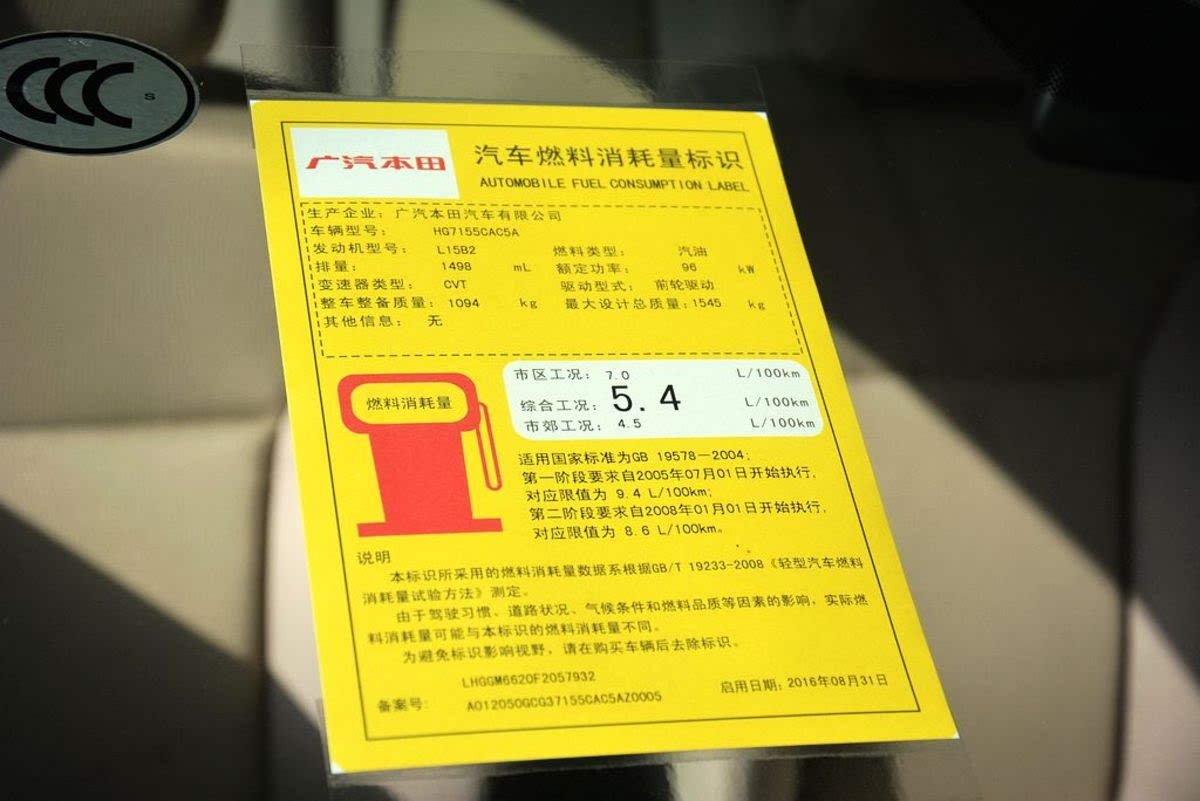 CCC S
广汽本田
汽车燃料消耗量标识
AUTOMOBILE FUEL CONSUMPTION LABEL
生产企业：广汽本田汽车有限公司
车辆型号： HG7155CAC5A
发动机型号： L15B2 燃料类型： 汽油
排量： 1498 mL 额定功率： 96 kW
变速器类型： CVT 驱动型式： 前轮驱动
整车整备质量： 1094 kg 最大设计总质量：1545 kg
其他信息： 无
燃料消耗量
市区工况： 7.0 L/100km
综合工况： 5.4 L/100km
市郊工况： 4.5 L/100km
适用国家标准为GB 19578－2004；
第一阶段要求自2005年07月01日开始执行，
对应限值为 9.4 L/100km；
第二阶段要求自2008年01月01日开始执行，
对应限值为 8.6 L/100km。
说明
本标识所采用的燃料消耗量数据系根据GB/T 19233-2008《轻型汽车燃料
消耗量试验方法》测定。
由于驾驶习惯、道路状况、气候条件和燃料品质等因素的影响，实际燃
料消耗量可能与本标识的燃料消耗量不同。
为避免标识影响视野，请在购买车辆后去除标识。
LHGGM6620F2057932
备案号： A012050GCG37155CAC5AZ0005 启用日期：2016年08月31日